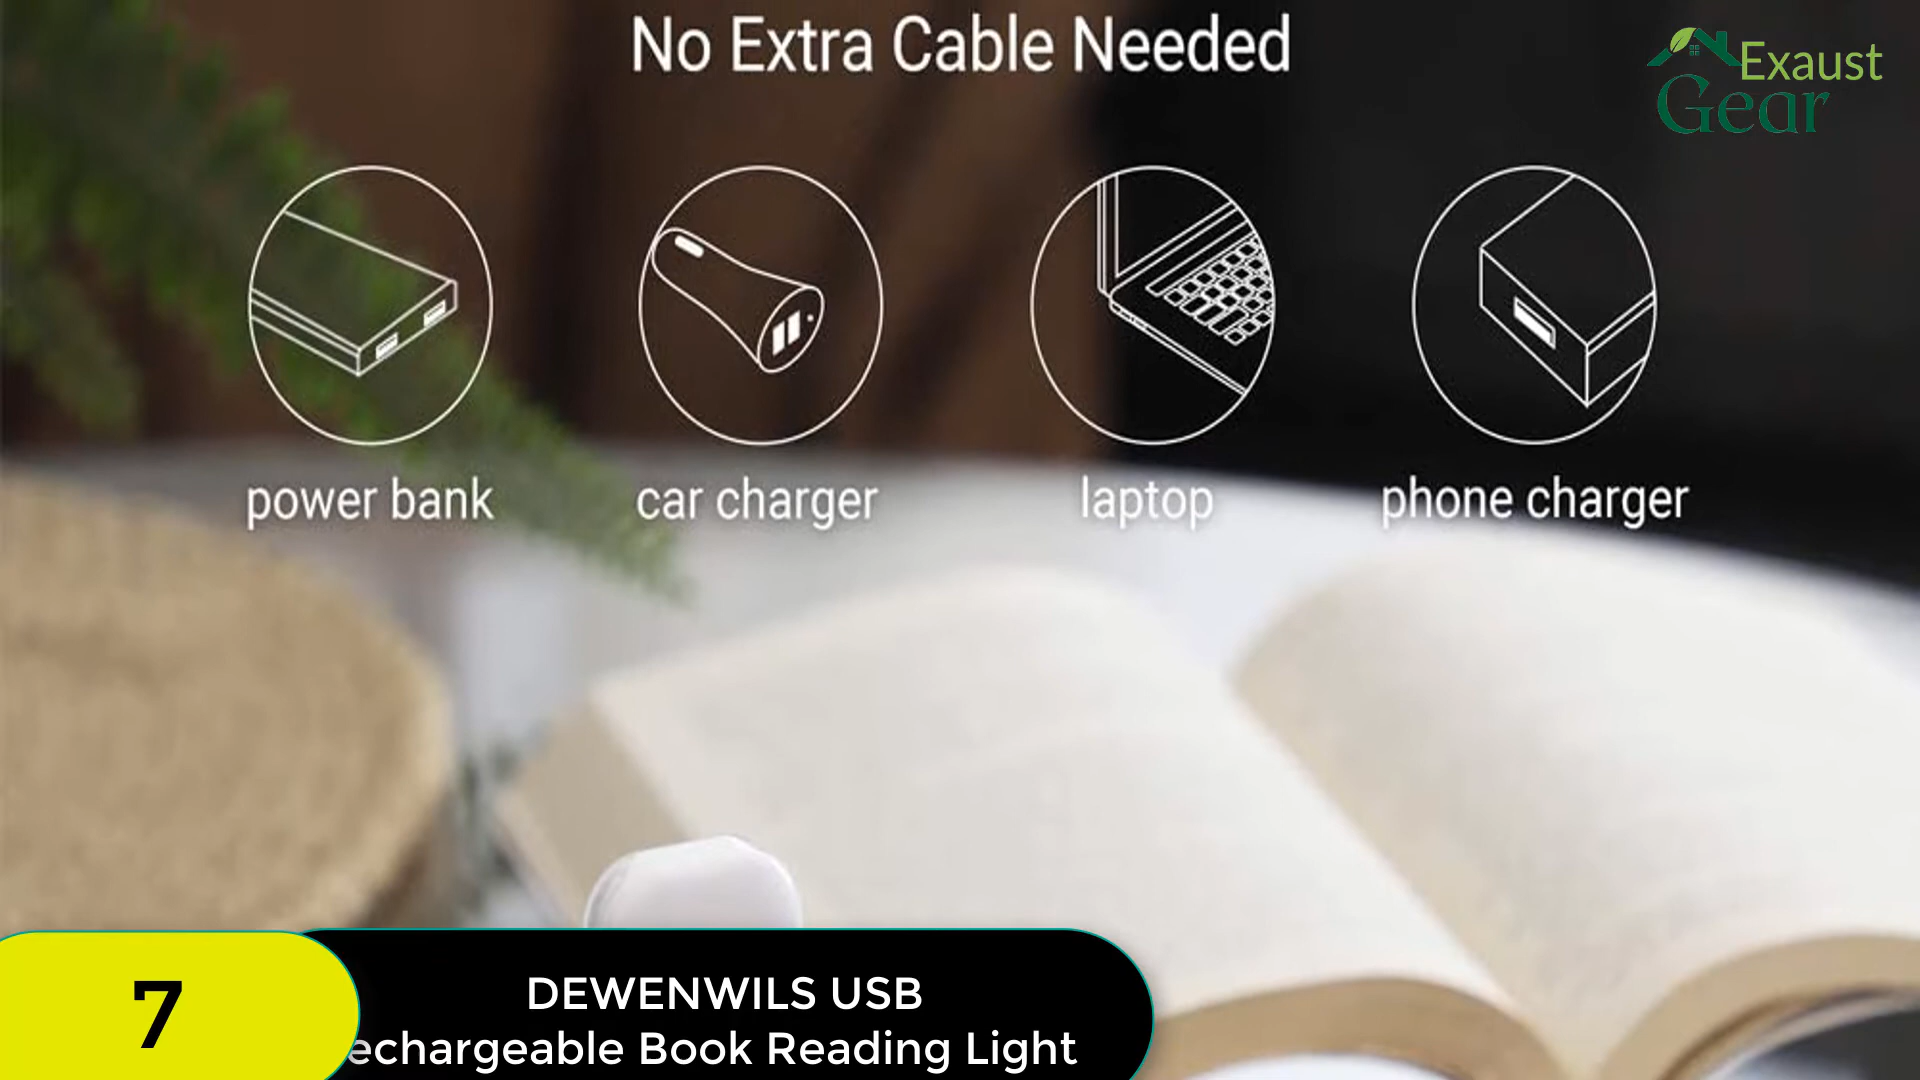 No Extra Cable Needed
Exaust
Gear
power bank
car charger
laptop
phone charger
7
DEWENWILS USB
echargeable Book Reading Light